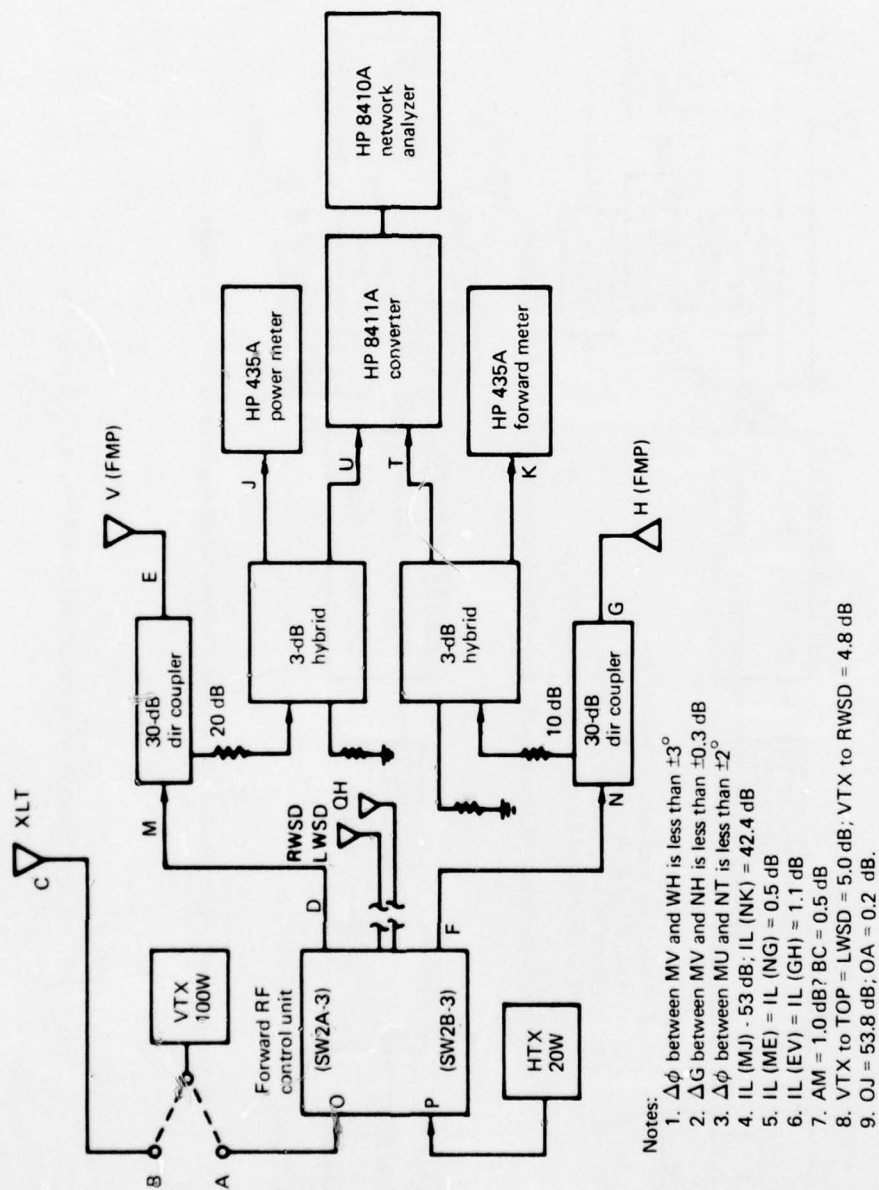 C
XLT
B
A
VTX
100W
Forward RF
control unit
(SW2A-3)
O
P
(SW2B-3)
HTX
20W
D
F
M
N
RWSD
LWSD
QH
30-dB
dir coupler
E
V (FMP)
20 dB
3-dB
hybrid
J
HP 435A
power meter
U
T
HP 8411A
converter
HP 8410A
network
analyzer
3-dB
hybrid
K
HP 435A
forward meter
10 dB
30-dB
dir coupler
G
H (FMP)
Notes:
1. Δϕ between MV and WH is less than ±3°
2. ΔG between MV and NH is less than ±0.3 dB
3. Δϕ between MU and NT is less than ±2°
4. IL (MJ) - 53 dB; IL (NK) = 42.4 dB
5. IL (ME) = IL (NG) = 0.5 dB
6. IL (EV) = IL (GH) = 1.1 dB
7. AM = 1.0 dB? BC = 0.5 dB
8. VTX to TOP = LWSD = 5.0 dB; VTX to RWSD = 4.8 dB
9. OJ = 53.8 dB; OA = 0.2 dB.